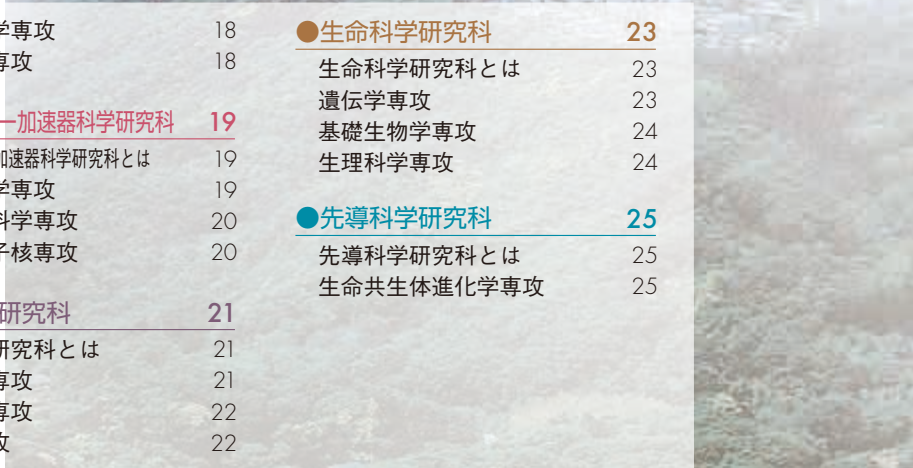 学専攻 18
専攻 18
ー加速器科学研究科 19
加速器科学研究科とは 19
学専攻 19
科学専攻 20
子核専攻 20
研究科 21
研究科とは 21
専攻 21
専攻 22
攻 22
●生命科学研究科 23
生命科学研究科とは 23
遺伝学専攻 23
基礎生物学専攻 24
生理科学専攻 24
●先導科学研究科 25
先導科学研究科とは 25
生命共生体進化学専攻 25